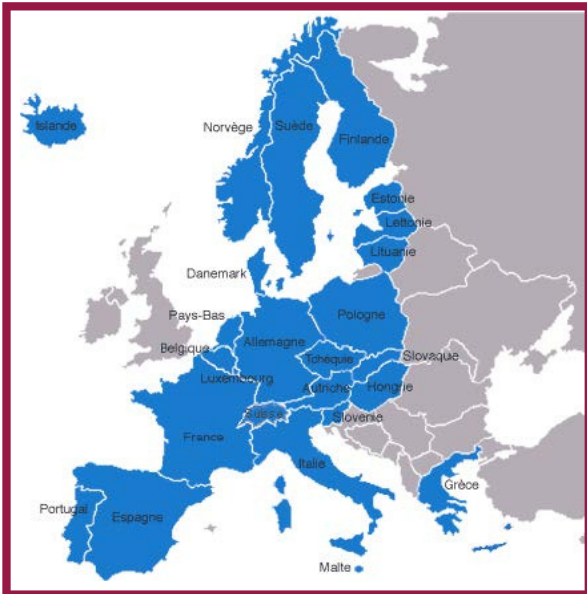 Islande
Norvège
Suède
Finlande
Estonie
Lettonie
Lituanie
Danemark
Pays-Bas
Pologne
Allemagne
Belgique
Tchéquie
Slovaquie
Luxembourg
Autriche
Hongrie
Suisse
Slovénie
France
Italie
Grèce
Portugal
Espagne
Malte